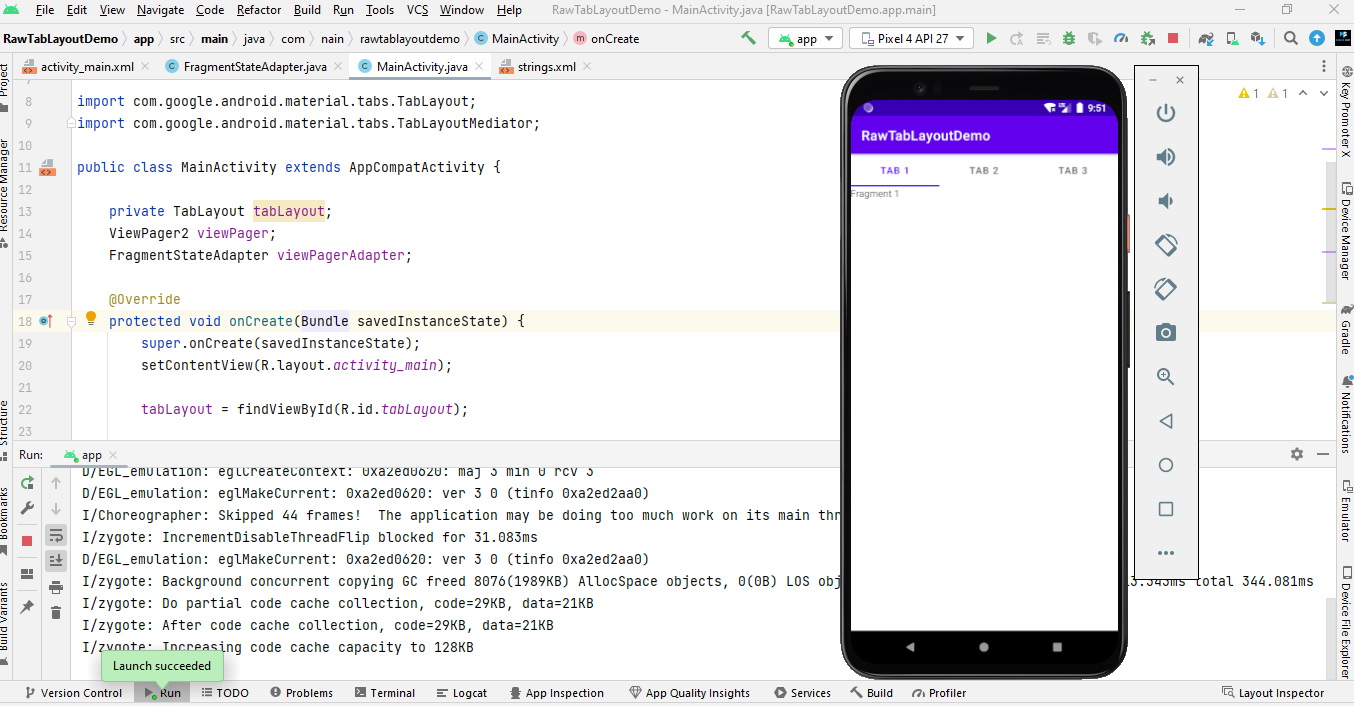 File Edit View Navigate Code Refactor Build Run Tools VCS Window Help RawTabLayoutDemo - MainActivity.java [RawTabLayoutDemo.app.main]
RawTabLayoutDemo app src main java com nain rawtablayoutdemo C MainActivity m onCreate app Pixel 4 API 27
activity_main.xml C FragmentStateAdapter.java C MainActivity.java strings.xml
Project
Resource Manager
Structure
Bookmarks
Build Variants
8 import com.google.android.material.tabs.TabLayout;
9 import com.google.android.material.tabs.TabLayoutMediator;
10
11 public class MainActivity extends AppCompatActivity {
12
13 private TabLayout tabLayout;
14 ViewPager2 viewPager;
15 FragmentStateAdapter viewPagerAdapter;
16
17 @Override
18 protected void onCreate(Bundle savedInstanceState) {
19 super.onCreate(savedInstanceState);
20 setContentView(R.layout.activity_main);
21
22 tabLayout = findViewById(R.id.tabLayout);
23
1 1
9:51
RawTabLayoutDemo
TAB 1 TAB 2 TAB 3
Fragment 1
Key Promoter X
Device Manager
Gradle
Notifications
Emulator
Device File Explorer
Run: app
D/EGL_emulation: eglCreateContext: 0xa2ed0620: maj 3 min 0 rcv 3
D/EGL_emulation: eglMakeCurrent: 0xa2ed0620: ver 3 0 (tinfo 0xa2ed2aa0)
I/Choreographer: Skipped 44 frames! The application may be doing too much work on its main thr
I/zygote: IncrementDisableThreadFlip blocked for 31.083ms
D/EGL_emulation: eglMakeCurrent: 0xa2ed0620: ver 3 0 (tinfo 0xa2ed2aa0)
I/zygote: Background concurrent copying GC freed 8076(1989KB) AllocSpace objects, 0(0B) LOS obj 3.343ms total 344.081ms
I/zygote: Do partial code cache collection, code=29KB, data=21KB
I/zygote: After code cache collection, code=29KB, data=21KB
I/zygote: Increasing code cache capacity to 128KB
Launch succeeded
Version Control Run TODO Problems Terminal Logcat App Inspection App Quality Insights Services Build Profiler Layout Inspector